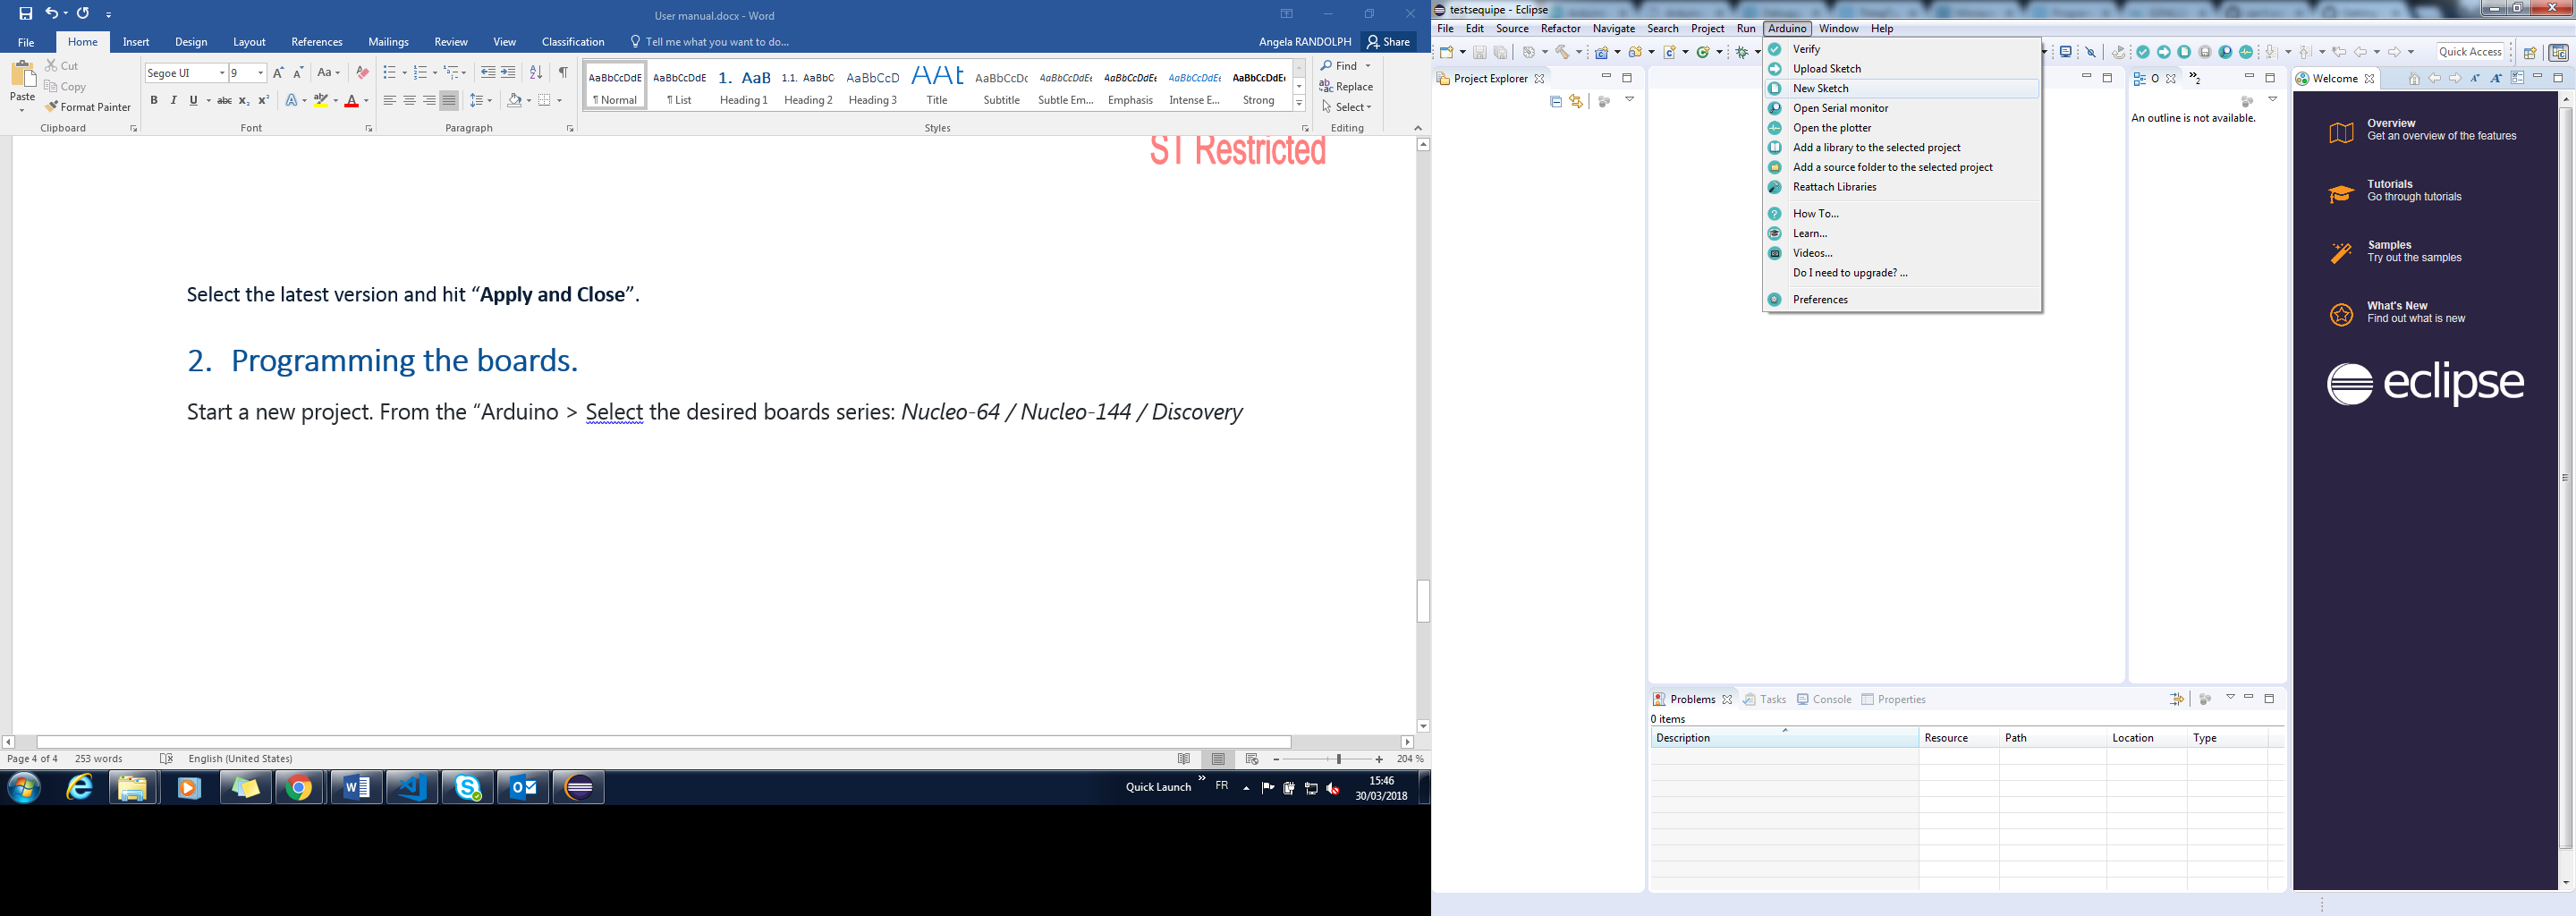 User manual.docx - Word
File Home Insert Design Layout References Mailings Review View Classification Tell me what you want to do... Angela RANDOLPH Share
Paste
Cut
Copy
Format Painter
Clipboard
Segoe UI 9
Font
Paragraph
AaBbCcDdE AaBbCcDdE 1. AaB 1.1. AaBbC AaBbCcD AAt AaBbCcDc AaBbCcDdEe AaBbCcDdEe AaBbCcDdEe AaBbCcDdEe
¶ Normal ¶ List Heading 1 Heading 2 Heading 3 Title Subtitle Subtle Em... Emphasis Intense E... Strong
Styles
Find
Replace
Select
Editing
ST Restricted
Select the latest version and hit “Apply and Close”.
2. Programming the boards.
Start a new project. From the “Arduino > Select the desired boards series: Nucleo-64 / Nucleo-144 / Discovery
Page 4 of 4 253 words English (United States) 204 %
Quick Launch FR 15:46
30/03/2018
testsequipe - Eclipse
File Edit Source Refactor Navigate Search Project Run Arduino Window Help
Quick Access
Project Explorer
Verify
Upload Sketch
New Sketch
Open Serial monitor
Open the plotter
Add a library to the selected project
Add a source folder to the selected project
Reattach Libraries
How To...
Learn...
Videos...
Do I need to upgrade? ...
Preferences
O
An outline is not available.
Welcome
Overview
Get an overview of the features
Tutorials
Go through tutorials
Samples
Try out the samples
What's New
Find out what is new
eclipse
Problems Tasks Console Properties
0 items
Description Resource Path Location Type